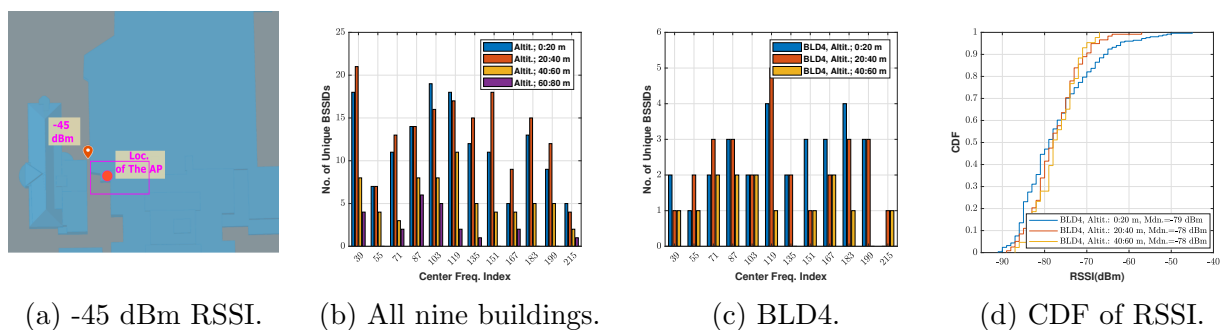 -45
dBm
Loc.
of The AP
(a) -45 dBm RSSI.
No. of Unique BSSIDs
25
20
15
10
5
0
Altit.; 0:20 m
Altit.; 20:40 m
Altit.; 40:60 m
Altit.; 60:80 m
39 55 71 87 103 119 135 151 167 183 199 215
Center Freq. Index
(b) All nine buildings.
No. of Unique BSSIDs
6
5
4
3
2
1
0
BLD4, Altit.; 0:20 m
BLD4, Altit.; 20:40 m
BLD4, Altit.; 40:60 m
39 55 71 87 103 119 135 151 167 183 199 215
Center Freq. Index
(c) BLD4.
CDF
1
0.9
0.8
0.7
0.6
0.5
0.4
0.3
0.2
0.1
0
BLD4, Altit.: 0:20 m, Mdn.=-79 dBm
BLD4, Altit.: 20:40 m, Mdn.=-78 dBm
BLD4, Altit.: 40:60 m, Mdn.=-78 dBm
-90 -80 -70 -60 -50 -40
RSSI(dBm)
(d) CDF of RSSI.